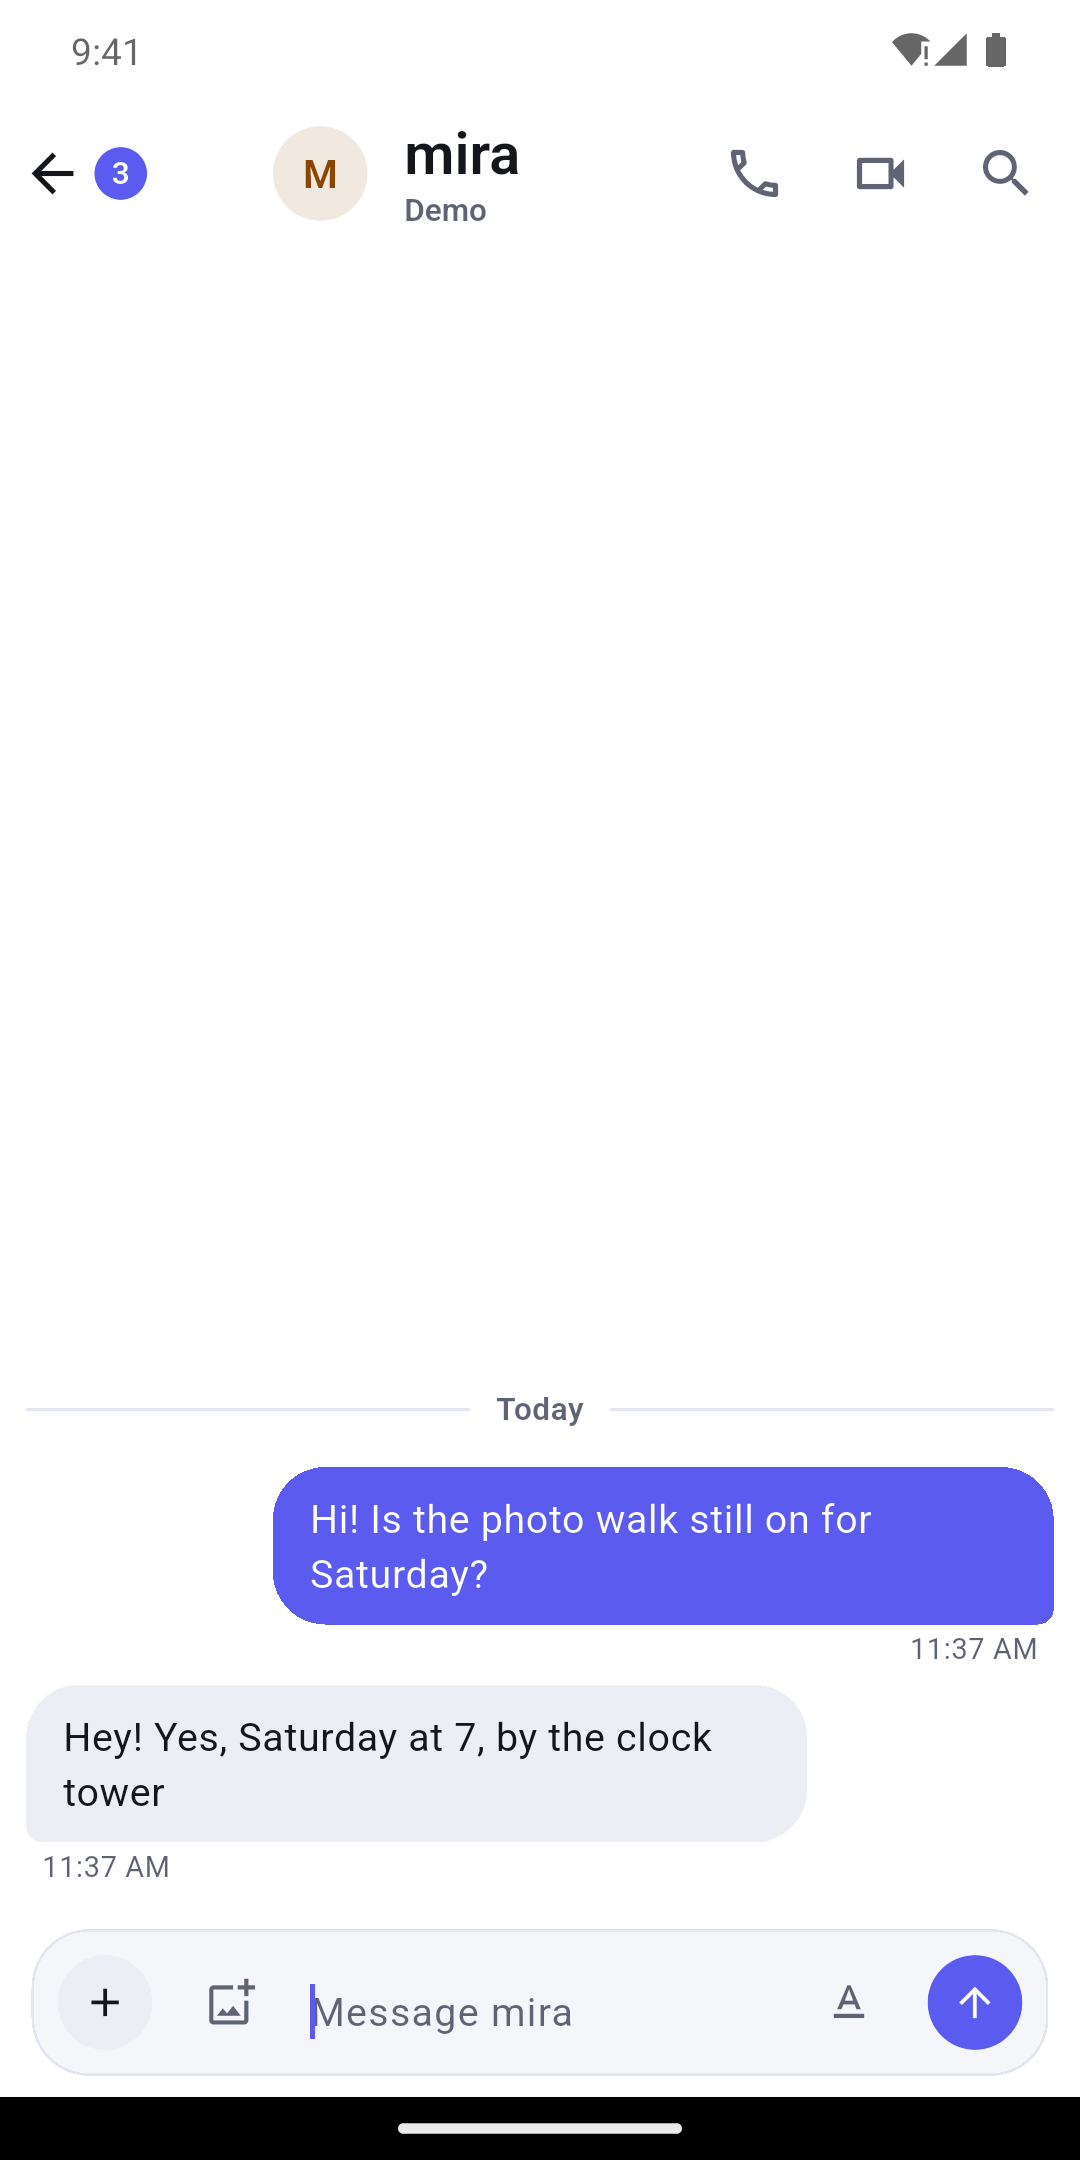 9:41
3
M
mira
Demo
Today
Hi! Is the photo walk still on for
Saturday?
11:37 AM
Hey! Yes, Saturday at 7, by the clock
tower
11:37 AM
Message mira